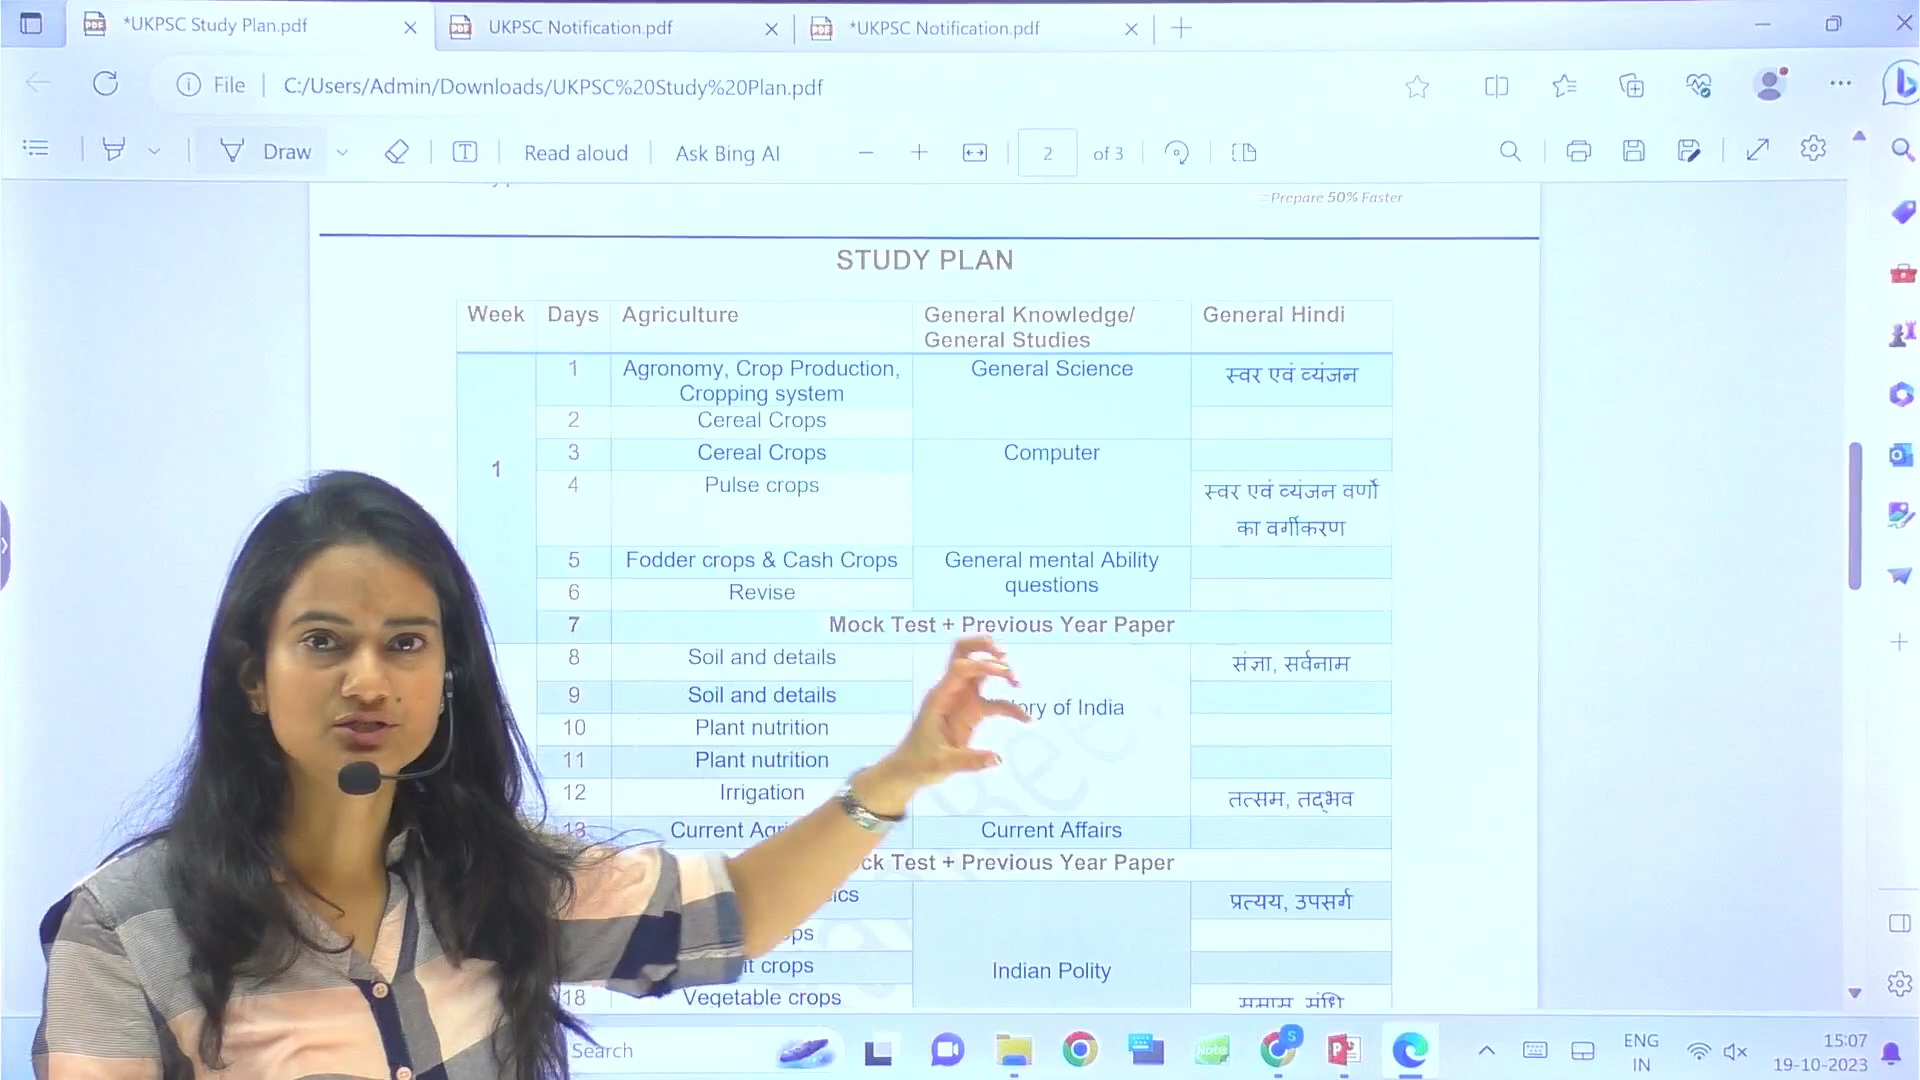 *UKPSC Study Plan.pdf
UKPSC Notification.pdf
*UKPSC Notification.pdf
File
C:/Users/Admin/Downloads/UKPSC%20Study%20Plan.pdf
Draw
Read aloud
Ask Bing AI
2
of 3
Prepare 50% Faster
STUDY PLAN
Week Days Agriculture General Knowledge/ General Hindi
General Studies
1
1 Agronomy, Crop Production, General Science स्वर एवं व्यंजन
Cropping system
2 Cereal Crops
3 Cereal Crops Computer
4 Pulse crops स्वर एवं व्यंजन वर्णों
का वर्गीकरण
5 Fodder crops & Cash Crops General mental Ability
6 Revise questions
7 Mock Test + Previous Year Paper
8 Soil and details संज्ञा, सर्वनाम
9 Soil and details
of India
10 Plant nutrition
11 Plant nutrition
12 Irrigation तत्सम, तद्भव
13 Current Current Affairs
Test + Previous Year Paper
प्रत्यय, उपसर्ग
crops Indian Polity
18 Vegetable crops
Search
ENG
IN
15:07
19-10-2023